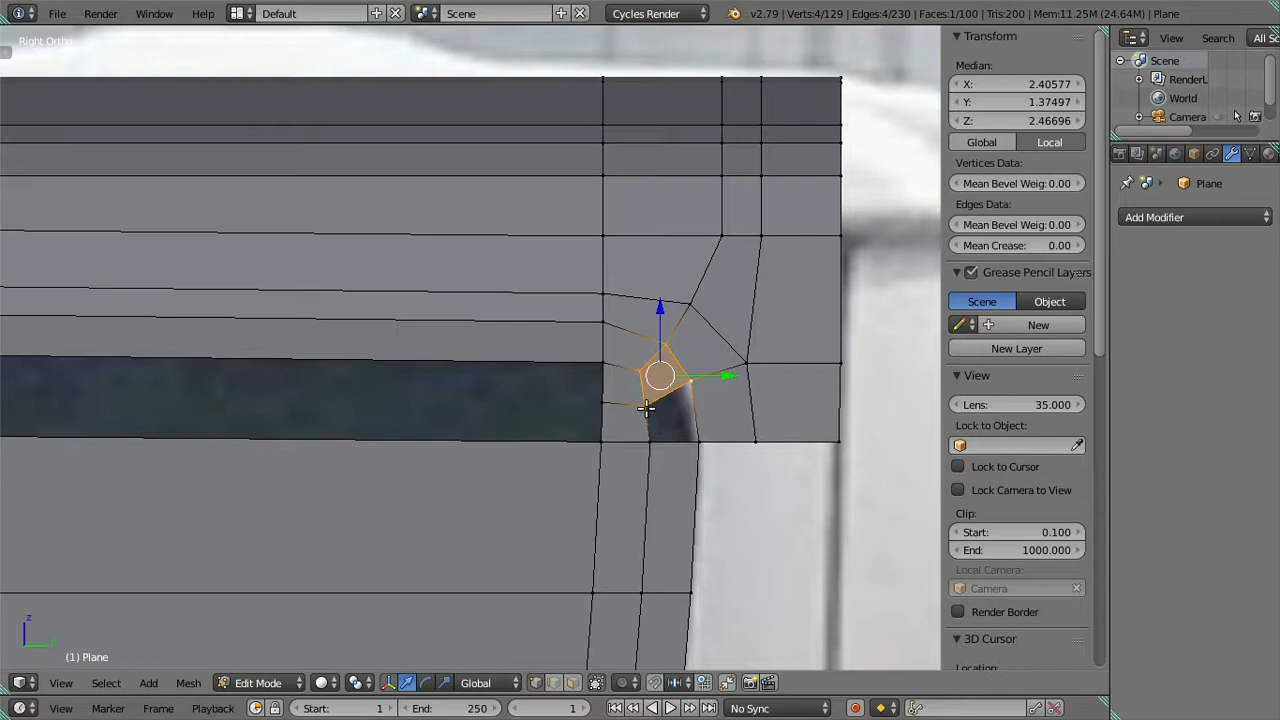 File Render Window Help Default Scene Cycles Render v2.79 | Verts:4/129 | Edges:4/230 | Faces:1/100 | Tris:200 | Mem:11.25M (24.64M) | Plane
Right Ortho
Transform
Median:
X: 2.40577
Y: 1.37497
Z: 2.46696
Global Local
Vertices Data:
Mean Bevel Weig: 0.00
Edges Data:
Mean Bevel Weig: 0.00
Mean Crease: 0.00
Grease Pencil Layers
Scene Object
New
New Layer
View
Lens: 35.000
Lock to Object:
Lock to Cursor
Lock Camera to View
Clip:
Start: 0.100
End: 1000.000
Local Camera:
Camera
Render Border
3D Cursor
Location:
View Search All Sc
Scene
RenderL
World
Camera
Plane
Add Modifier
z
y
(1) Plane
View Select Add Mesh Edit Mode Global
View Marker Frame Playback Start: 1 End: 250 1 No Sync